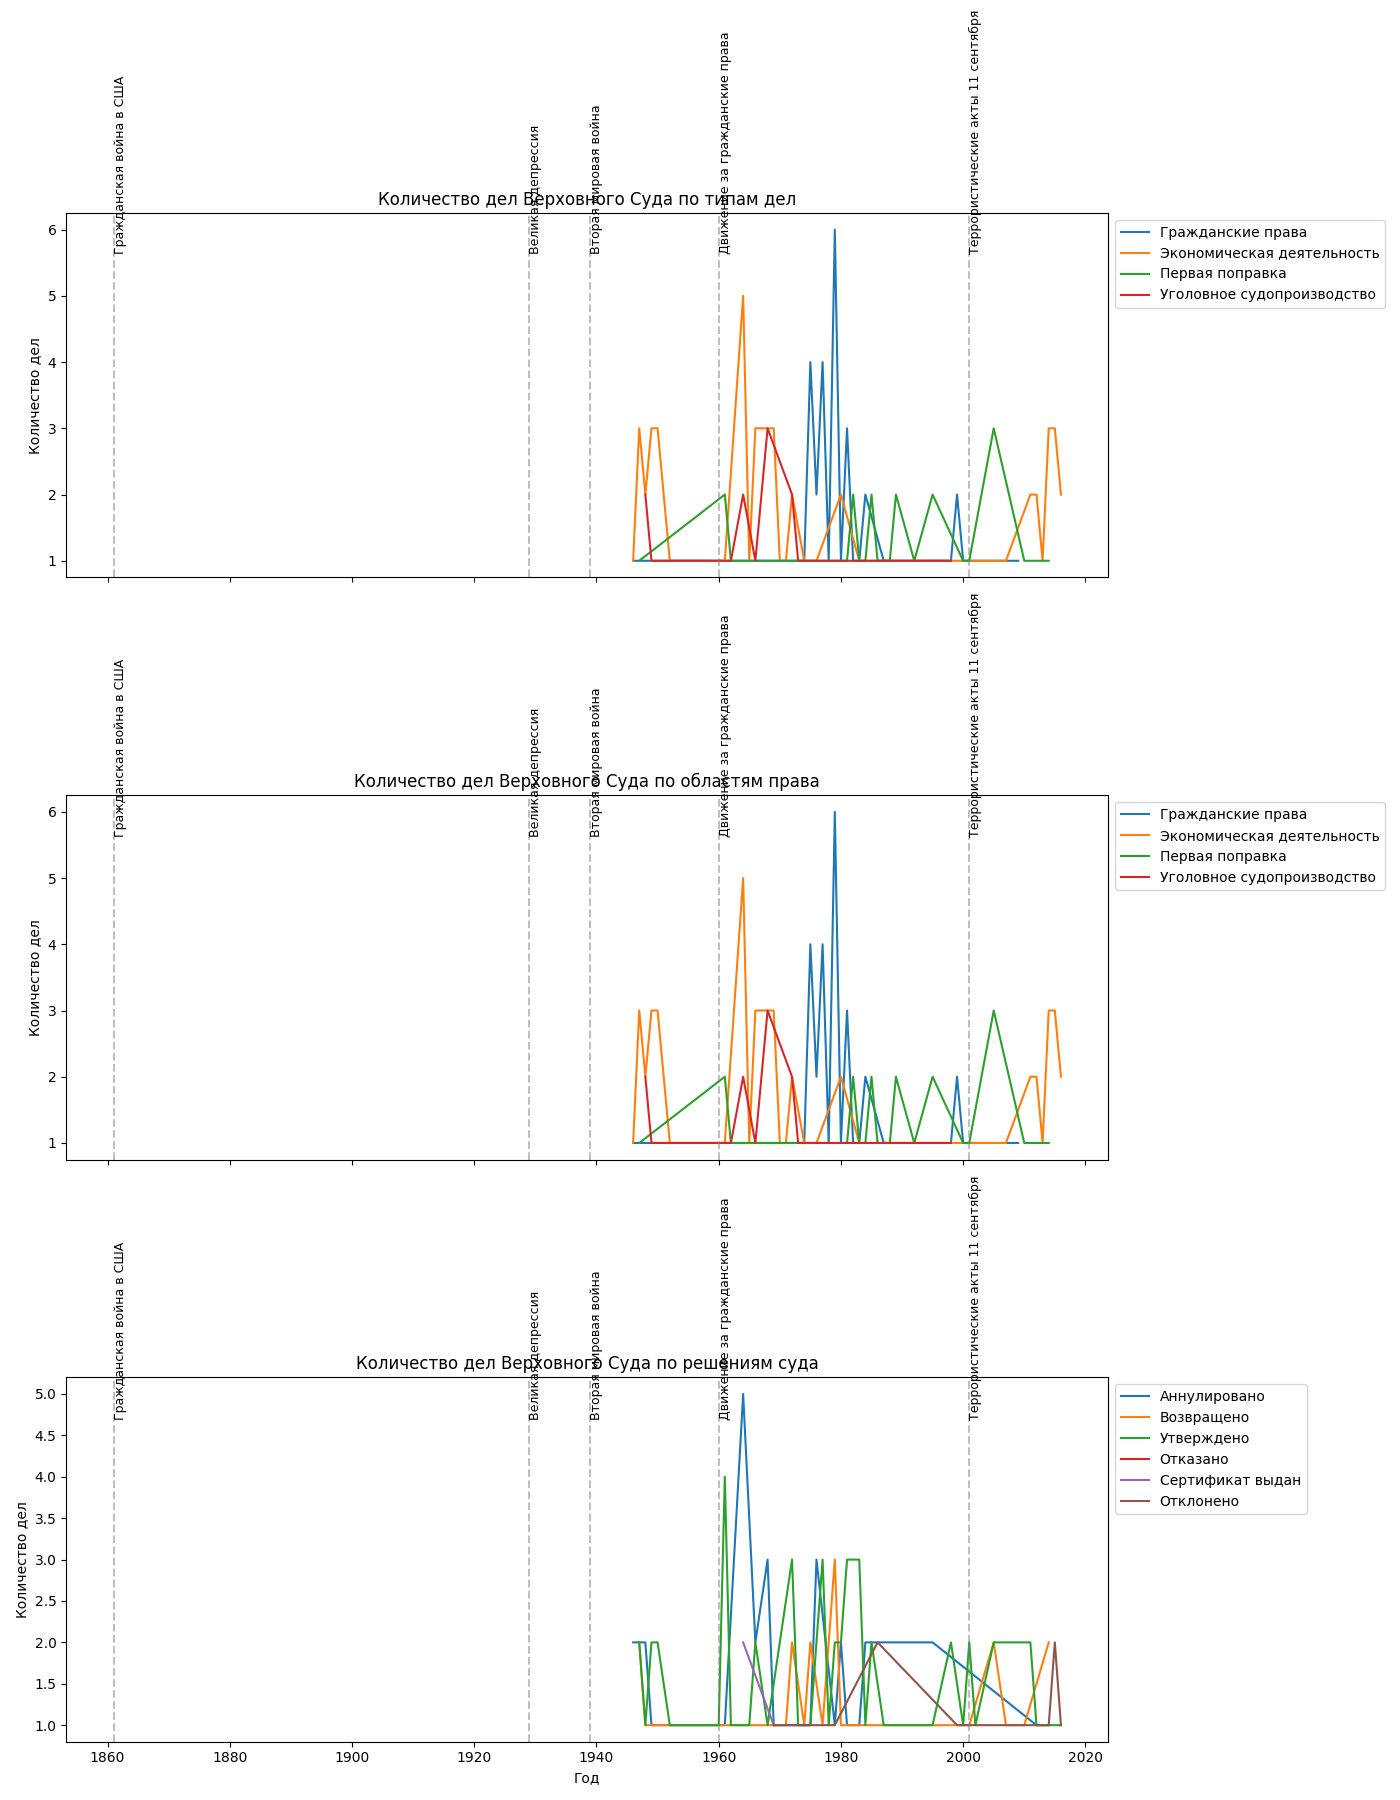 Гражданская война в США
Великая депрессия
Вторая мировая война
Движение за гражданские права
Террористические акты 11 сентября
Количество дел Верховного Суда по типам дел
Количество дел
6
5
4
3
2
1
Гражданские права
Экономическая деятельность
Первая поправка
Уголовное судопроизводство
Гражданская война в США
Великая депрессия
Вторая мировая война
Движение за гражданские права
Террористические акты 11 сентября
Количество дел Верховного Суда по областям права
Количество дел
6
5
4
3
2
1
Гражданские права
Экономическая деятельность
Первая поправка
Уголовное судопроизводство
Гражданская война в США
Великая депрессия
Вторая мировая война
Движение за гражданские права
Террористические акты 11 сентября
Количество дел Верховного Суда по решениям суда
Количество дел
5.0
4.5
4.0
3.5
3.0
2.5
2.0
1.5
1.0
Аннулировано
Возвращено
Утверждено
Отказано
Сертификат выдан
Отклонено
1860 1880 1900 1920 1940 1960 1980 2000 2020
Год